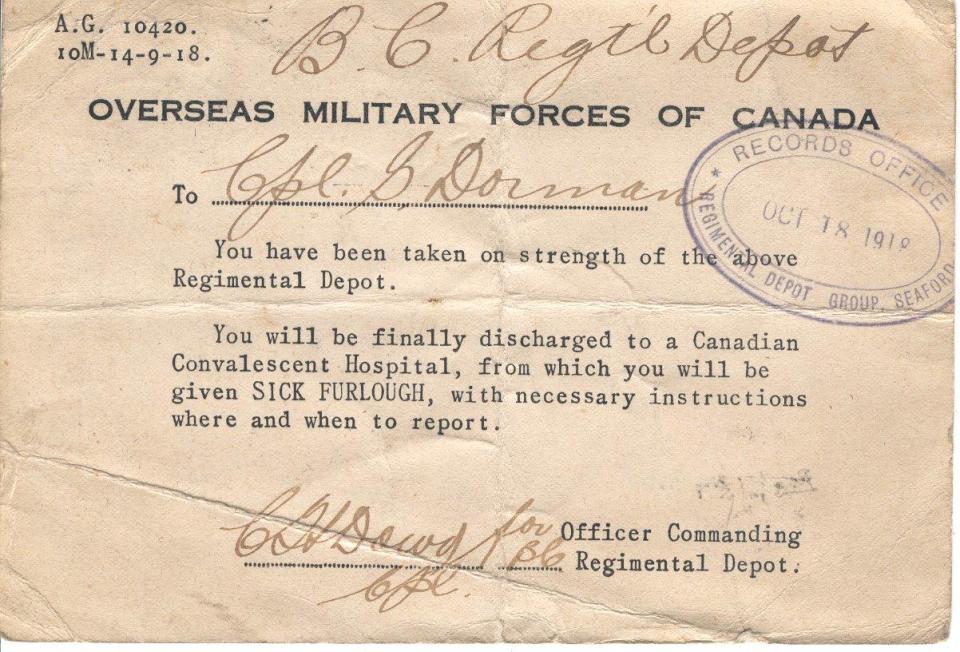 A.G. 10420.
10M-14-9-18.
B. C. Reg't'l Depot
OVERSEAS MILITARY FORCES OF CANADA
To Cpl. G. Dorman
* RECORDS OFFICE
OCT 18 1918
REGIMENTAL DEPOT GROUP, SEAFORD
You have been taken on strength of the above
Regimental Depot.
You will be finally discharged to a Canadian
Convalescent Hospital, from which you will be
given SICK FURLOUGH, with necessary instructions
where and when to report.
for Officer Commanding
BC Regimental Depot.
Cpl.